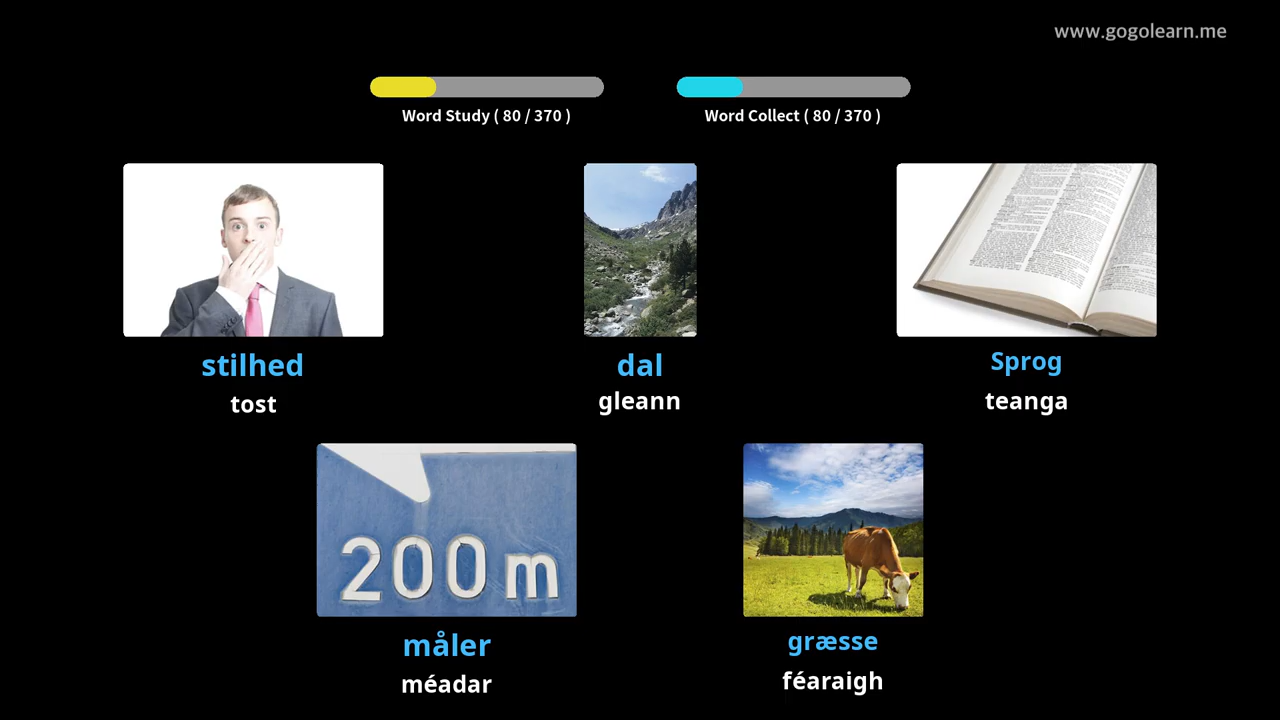 www.gogolearn.me
Word Study ( 80 / 370 )
Word Collect ( 80 / 370 )
stilhed
tost
dal
gleann
Sprog
teanga
200m
måler
méadar
græsse
féaraigh